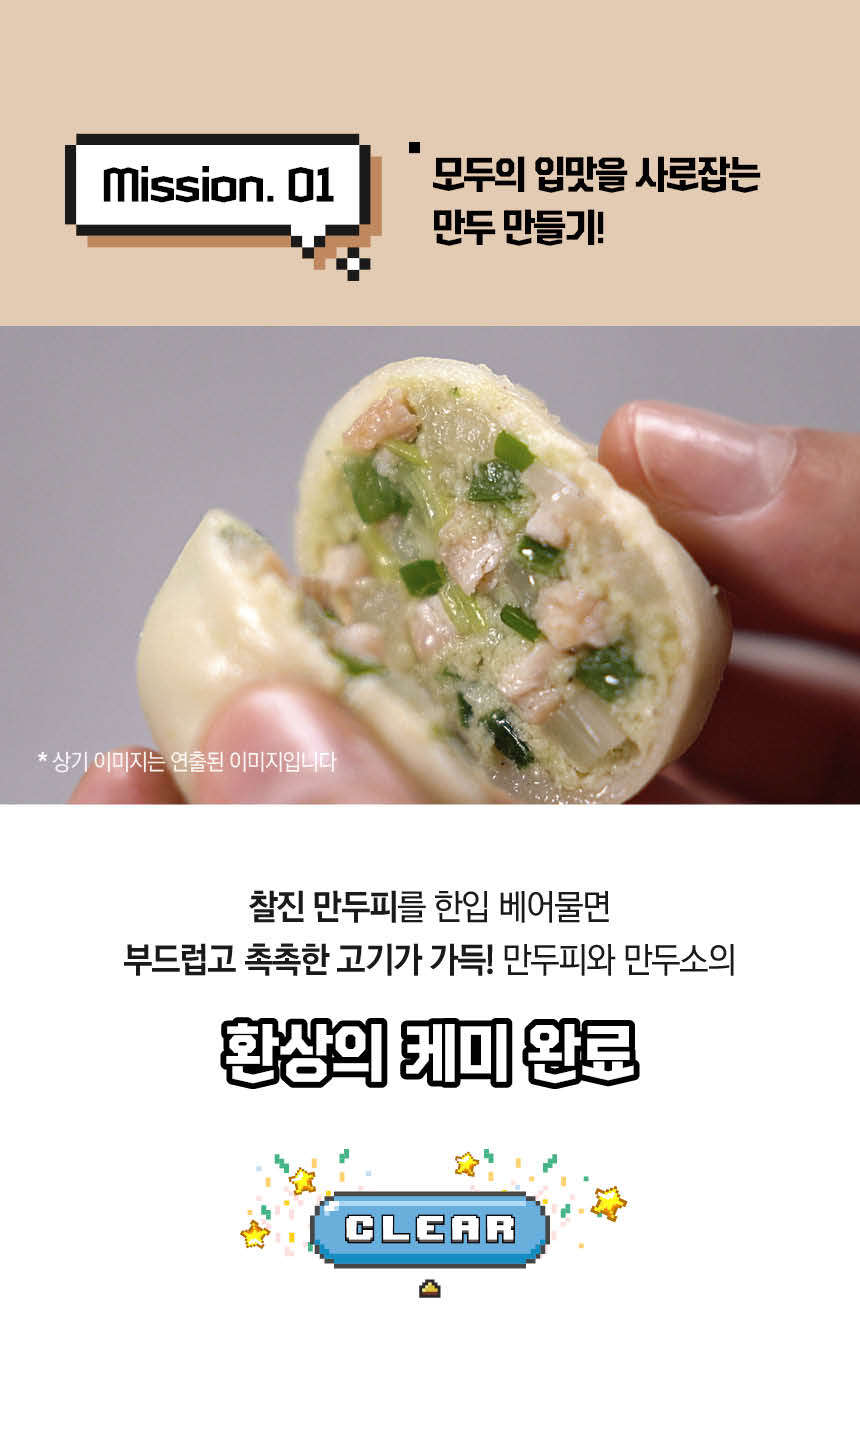 Mission. 01
모두의 입맛을 사로잡는
만두 만들기!
* 상기 이미지는 연출된 이미지입니다
찰진 만두피를 한입 베어물면
부드럽고 촉촉한 고기가 가득! 만두피와 만두소의
환상의 케미 완료
CLEAR